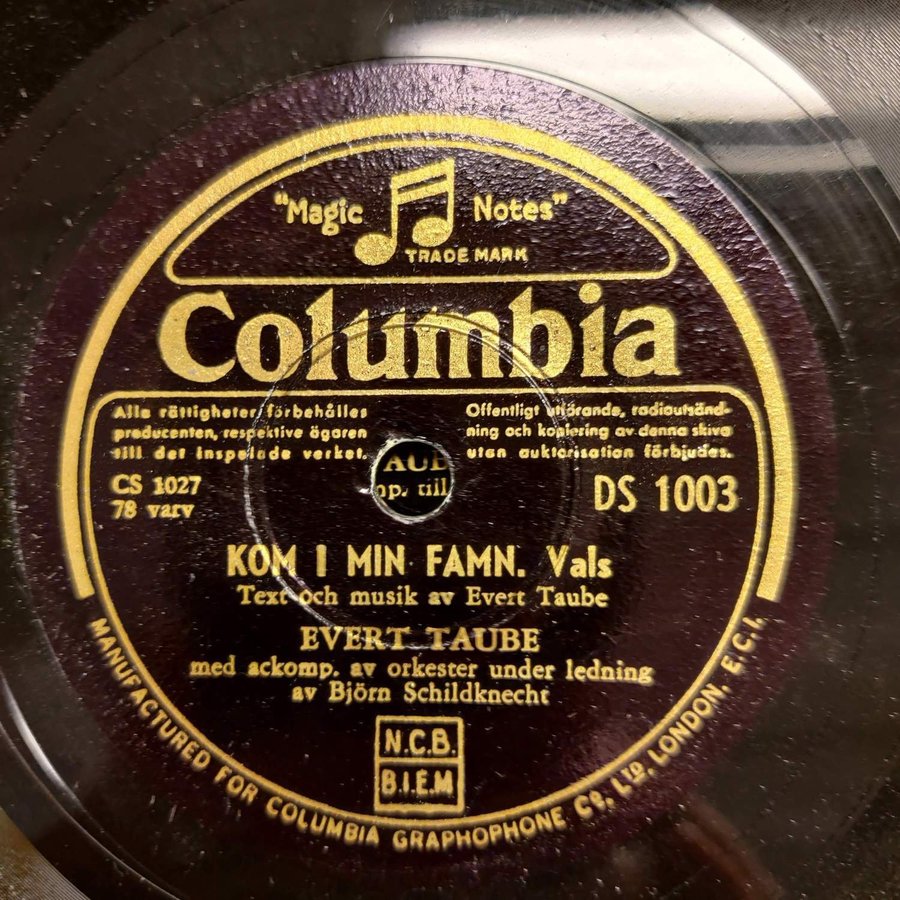 "Magic Notes"
TRADE MARK
Columbia
Alla rättigheter förbehålles
producenten, respektive ägaren
till det inspelade verket.
Offentligt utförande, radioutsänd-
ning och kopiering av denna skiva
utan auktorisation förbjudes.
CS 1027
78 varv
DS 1003
AUB
mp. till
KOM I MIN FAMN. Vals
Text och musik av Evert Taube
EVERT TAUBE
med ackomp. av orkester under ledning
av Björn Schildknecht
N.C.B.
B.I.E.M
MANUFACTURED FOR COLUMBIA GRAPHOPHONE Co. LTD. LONDON. E.C.1.